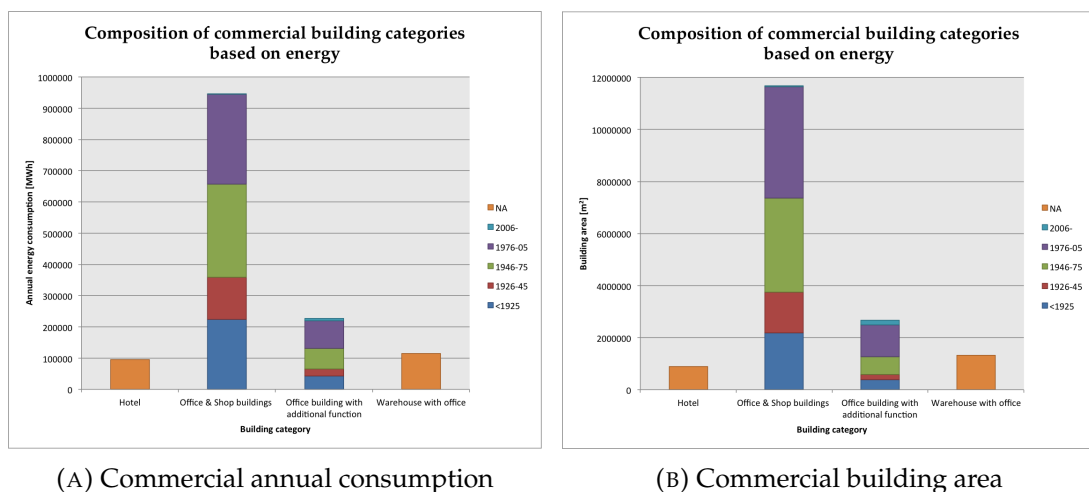 Composition of commercial building categories
based on energy
Annual energy consumption [MWh]
1000000
900000
800000
700000
600000
500000
400000
300000
200000
100000
0
Hotel
Office & Shop buildings
Office building with
additional function
Warehouse with office
Building category
NA
2006-
1976-05
1946-75
1926-45
<1925
(A) Commercial annual consumption
Composition of commercial building categories
based on energy
Building area [m²]
12000000
10000000
8000000
6000000
4000000
2000000
0
Hotel
Office & Shop buildings
Office building with
additional function
Warehouse with office
Building category
NA
2006-
1976-05
1946-75
1926-45
<1925
(B) Commercial building area